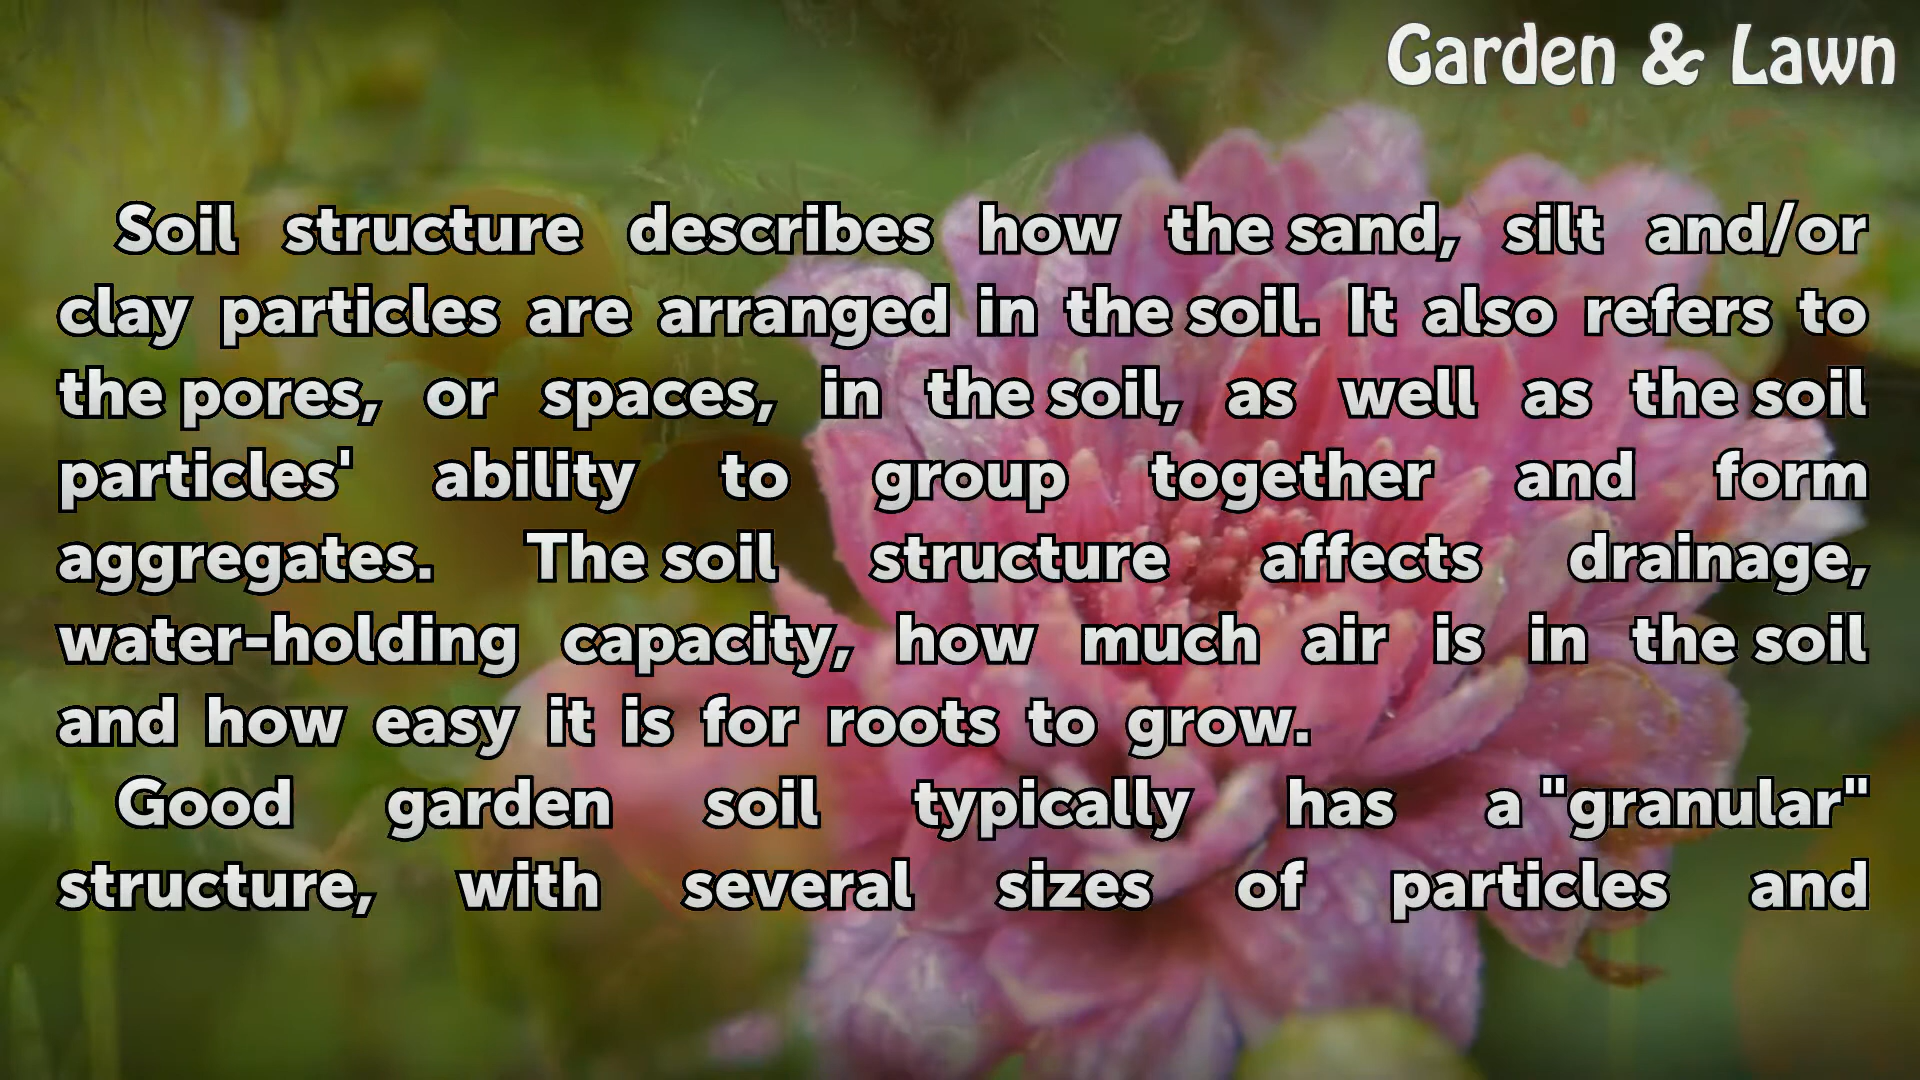 Garden & Lawn
Soil structure describes how the sand, silt and/or
clay particles are arranged in the soil. It also refers to
the pores, or spaces, in the soil, as well as the soil
particles' ability to group together and form
aggregates. The soil structure affects drainage,
water-holding capacity, how much air is in the soil
and how easy it is for roots to grow.
Good garden soil typically has a "granular"
structure, with several sizes of particles and